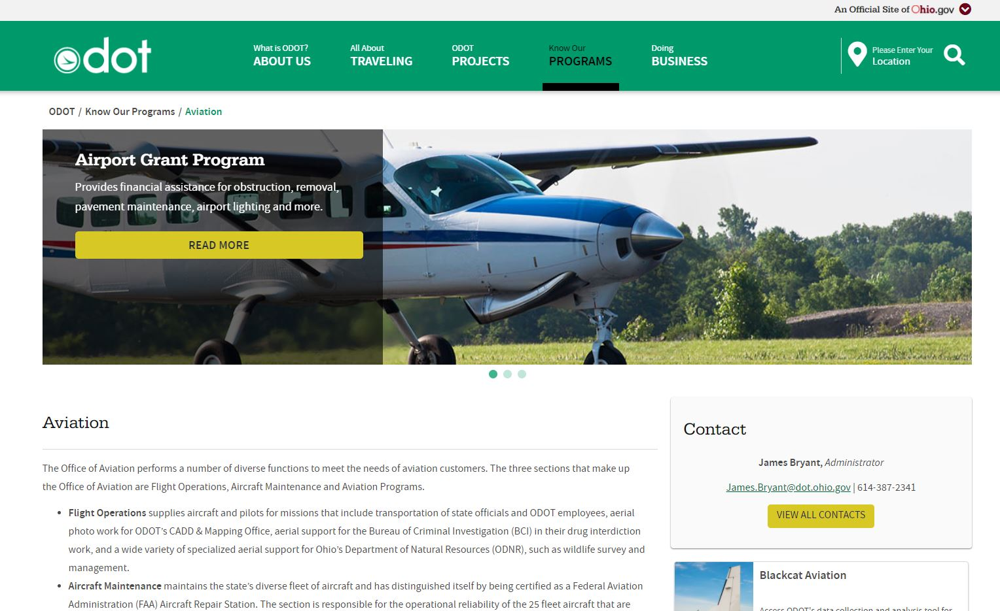 An Official Site of Ohio.gov
odot
What is ODOT?
ABOUT US
All About
TRAVELING
ODOT
PROJECTS
Know Our
PROGRAMS
Doing
BUSINESS
Please Enter Your
Location
ODOT / Know Our Programs / Aviation
Airport Grant Program
Provides financial assistance for obstruction, removal,
pavement maintenance, airport lighting and more.
READ MORE
Aviation
The Office of Aviation performs a number of diverse functions to meet the needs of aviation customers. The three sections that make up
the Office of Aviation are Flight Operations, Aircraft Maintenance and Aviation Programs.
• Flight Operations supplies aircraft and pilots for missions that include transportation of state officials and ODOT employees, aerial
photo work for ODOT’s CADD & Mapping Office, aerial support for the Bureau of Criminal Investigation (BCI) in their drug interdiction
work, and a wide variety of specialized aerial support for Ohio’s Department of Natural Resources (ODNR), such as wildlife survey and
management.
• Aircraft Maintenance maintains the state’s diverse fleet of aircraft and has distinguished itself by being certified as a Federal Aviation
Administration (FAA) Aircraft Repair Station. The section is responsible for the operational reliability of the 25 fleet aircraft that are
Contact
James Bryant, Administrator
James.Bryant@dot.ohio.gov | 614-387-2341
VIEW ALL CONTACTS
Blackcat Aviation
Access ODOT's data collection and analysis tool for